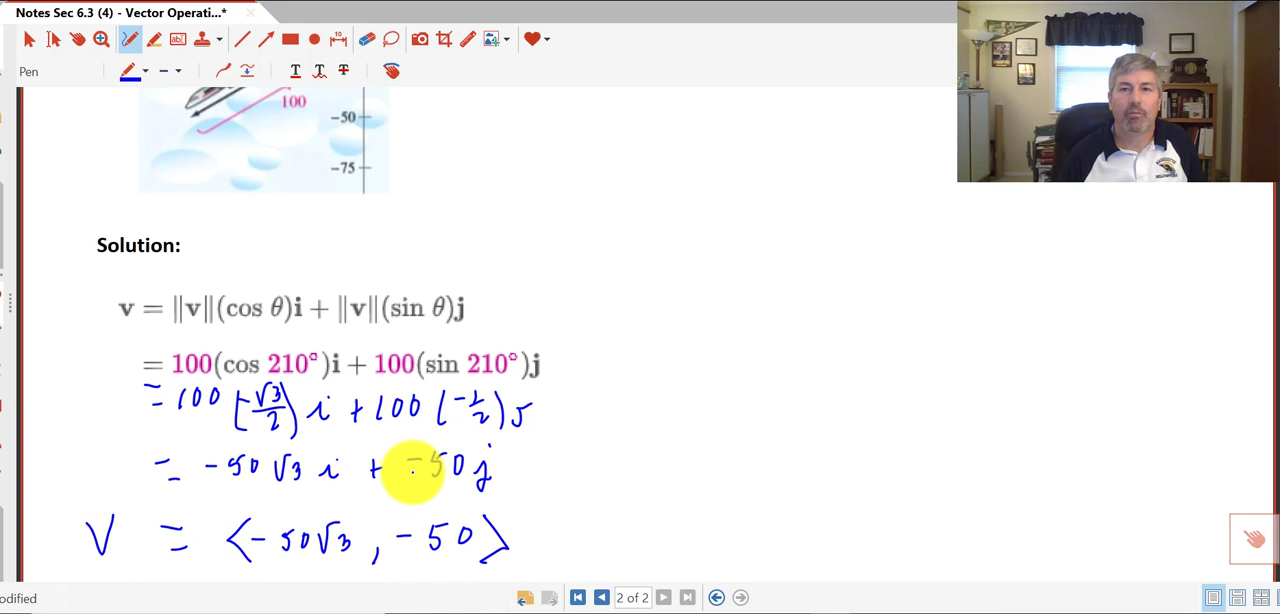 Notes Sec 6.3 (4) - Vector Operati...*
Pen
100
-50
-75
Solution:
v = ‖v‖(cos θ)i + ‖v‖(sin θ)j
= 100(cos 210°)i + 100(sin 210°)j
= 100 (-√3/2) i + 100 (-1/2) j
= -50 √3 i + -50 j
V = ⟨-50√3, -50⟩
odified
2 of 2